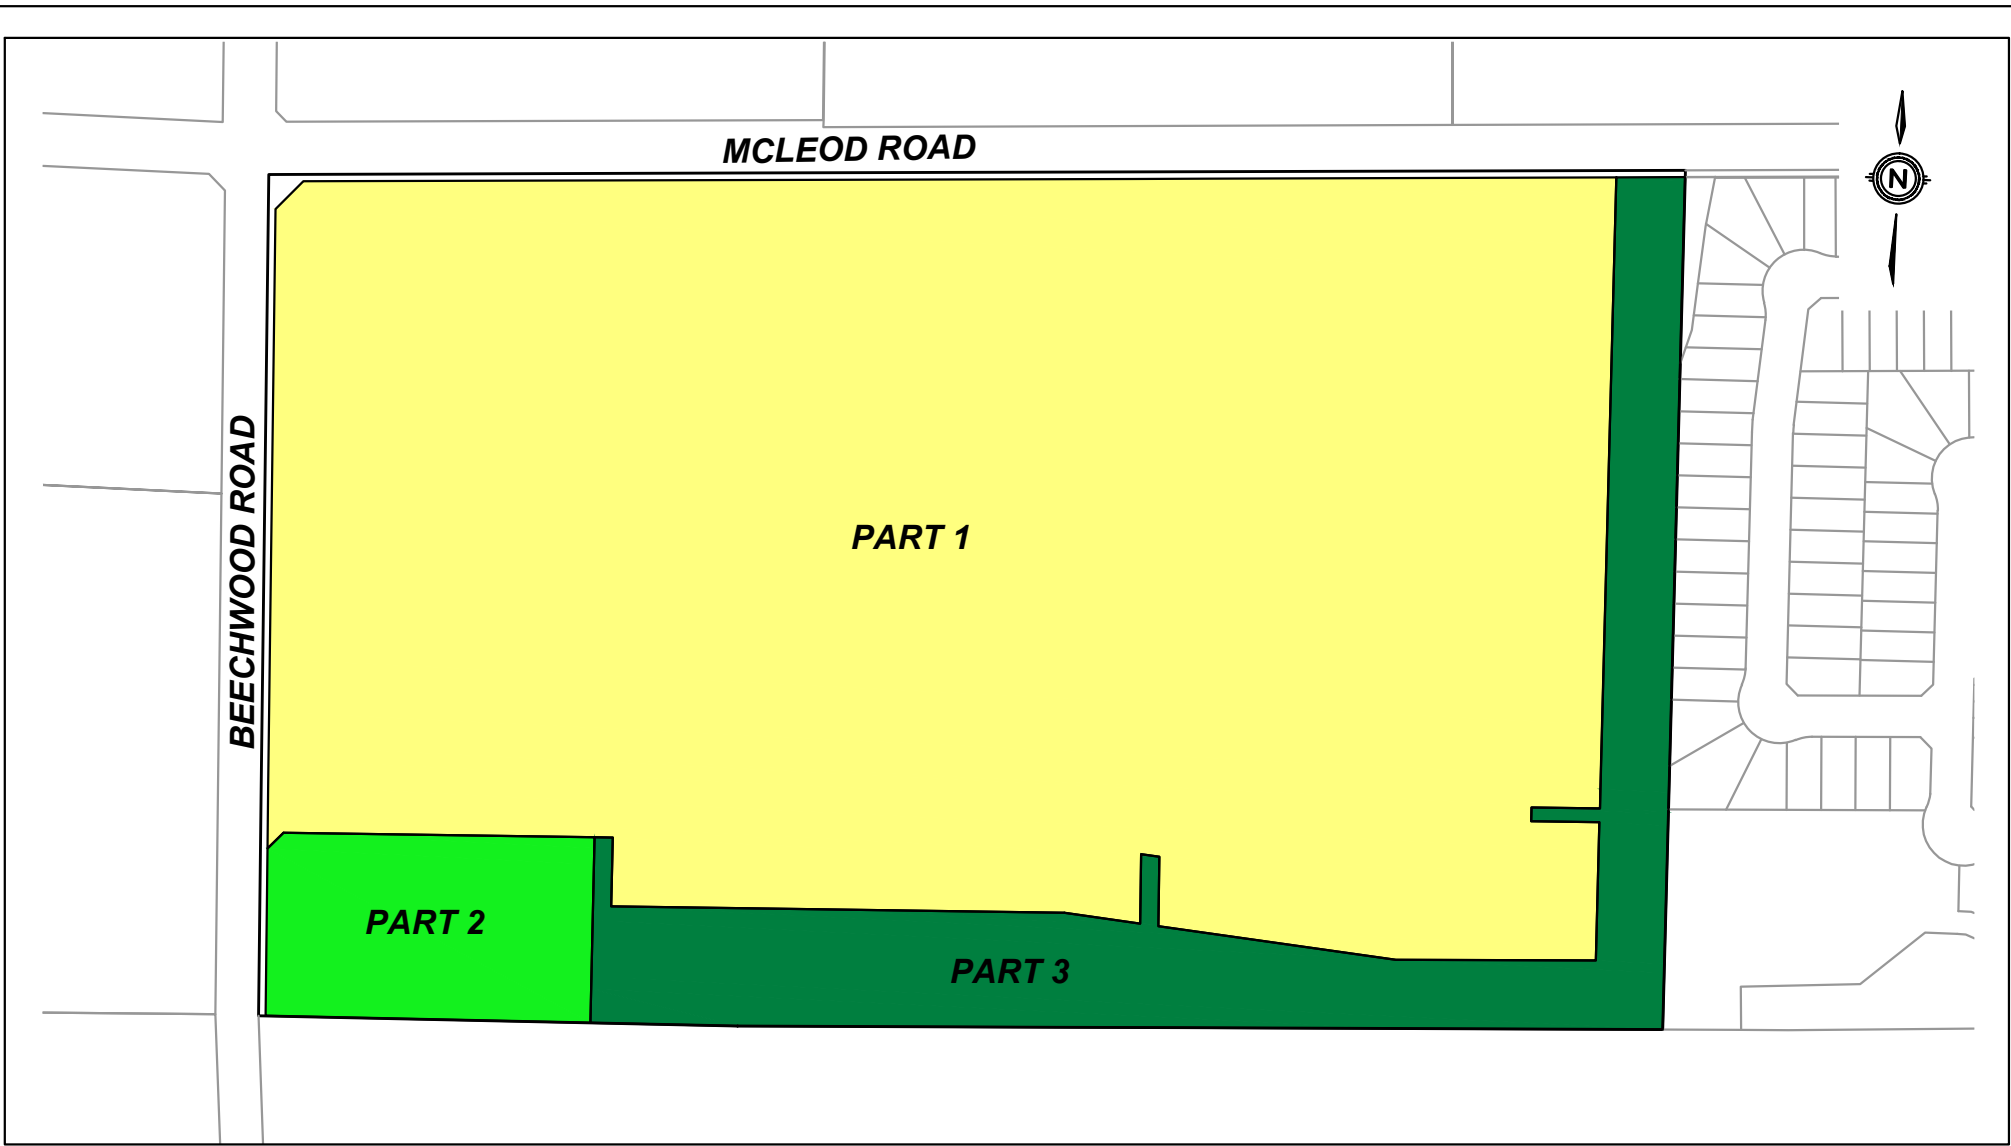 MCLEOD ROAD
N
BEECHWOOD ROAD
PART 1
PART 2
PART 3